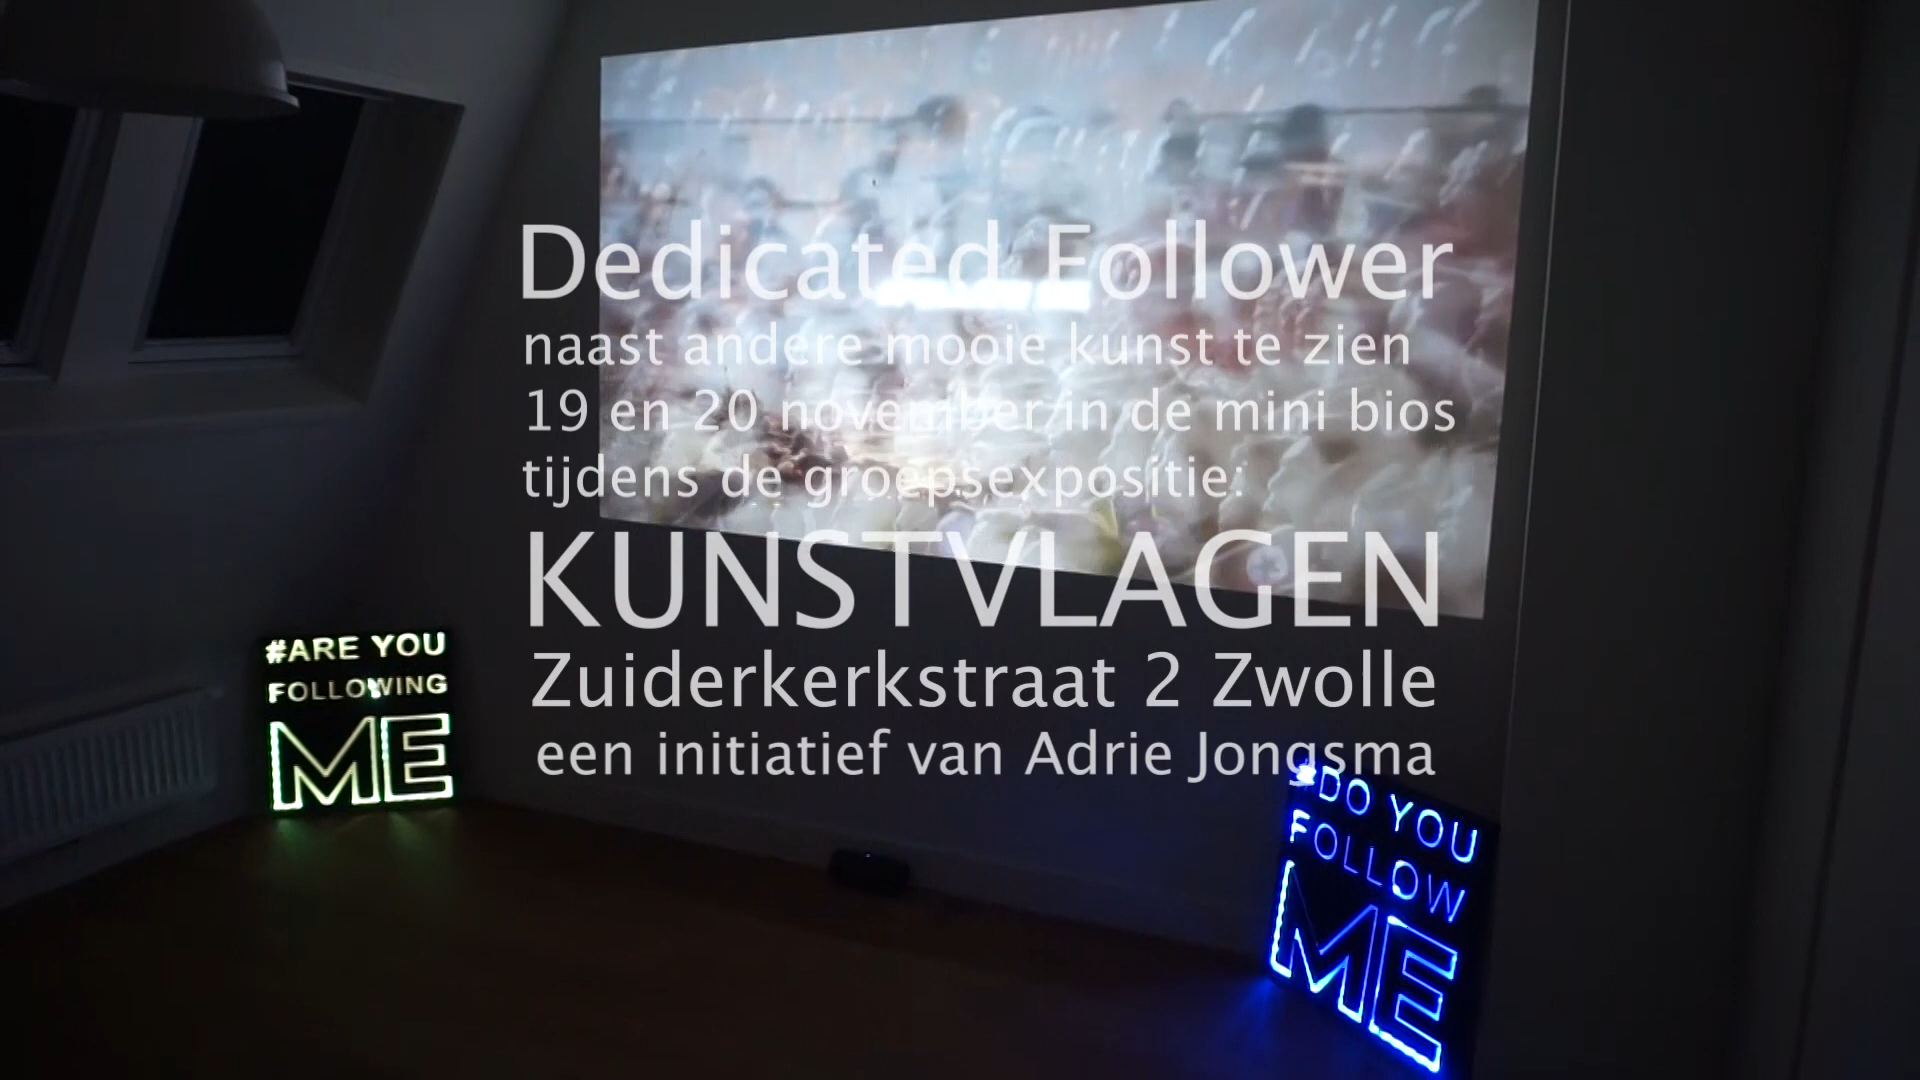 Dedicated Follower
naast andere mooie kunst te zien
19 en 20 november in de mini bios
tijdens de groepsexpositie:
KUNSTVLAGEN
Zuiderkerkstraat 2 Zwolle
een initiatief van Adrie Jongsma
#ARE YOU
FOLLOWING
ME
#DO YOU
FOLLOW
ME